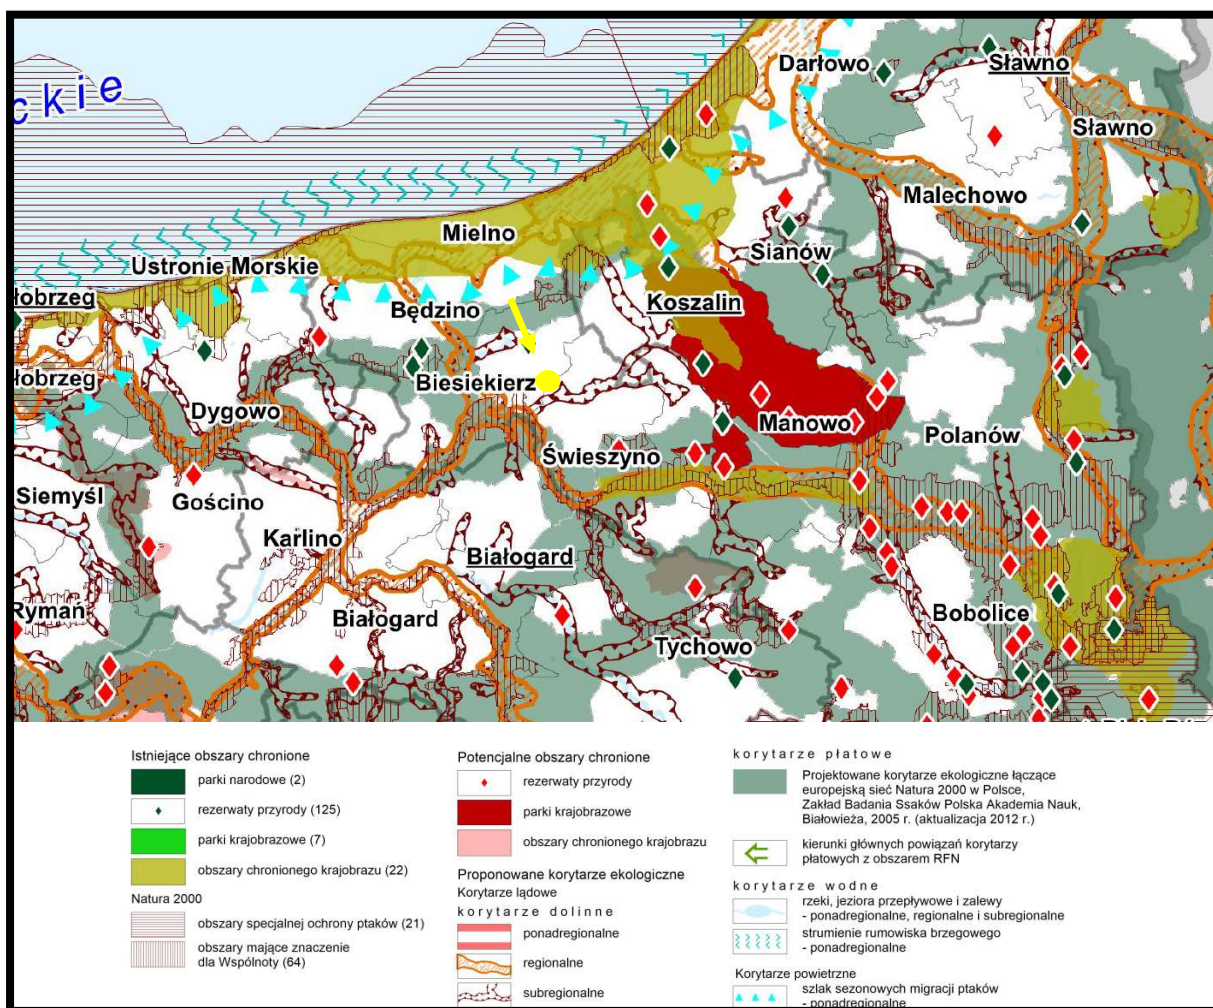 ckie
Darłowo
Sławno
Sławno
Malechowo
Mielno
Sianów
Ustronie Morskie
łobrzeg
Będzino
Koszalin
łobrzeg
Biesiekierz
Dygowo
Manowo
Polanów
Świeszyno
Siemyśl
Gościno
Karlino
Białogard
Rymań
Białogard
Bobolice
Tychowo
Istniejące obszary chronione
parki narodowe (2)
rezerwaty przyrody (125)
parki krajobrazowe (7)
obszary chronionego krajobrazu (22)
Natura 2000
obszary specjalnej ochrony ptaków (21)
obszary mające znaczenie
dla Wspólnoty (64)
Potencjalne obszary chronione
rezerwaty przyrody
parki krajobrazowe
obszary chronionego krajobrazu
Proponowane korytarze ekologiczne
Korytarze lądowe
korytarze dolinne
ponadregionalne
regionalne
subregionalne
korytarze płatowe
Projektowane korytarze ekologiczne łączące
europejską sieć Natura 2000 w Polsce,
Zakład Badania Ssaków Polska Akademia Nauk,
Białowieża, 2005 r. (aktualizacja 2012 r.)
kierunki głównych powiązań korytarzy
płatowych z obszarem RFN
korytarze wodne
rzeki, jeziora przepływowe i zalewy
- ponadregionalne, regionalne i subregionalne
strumienie rumowiska brzegowego
- ponadregionalne
Korytarze powietrzne
szlak sezonowych migracji ptaków
- ponadregionalne